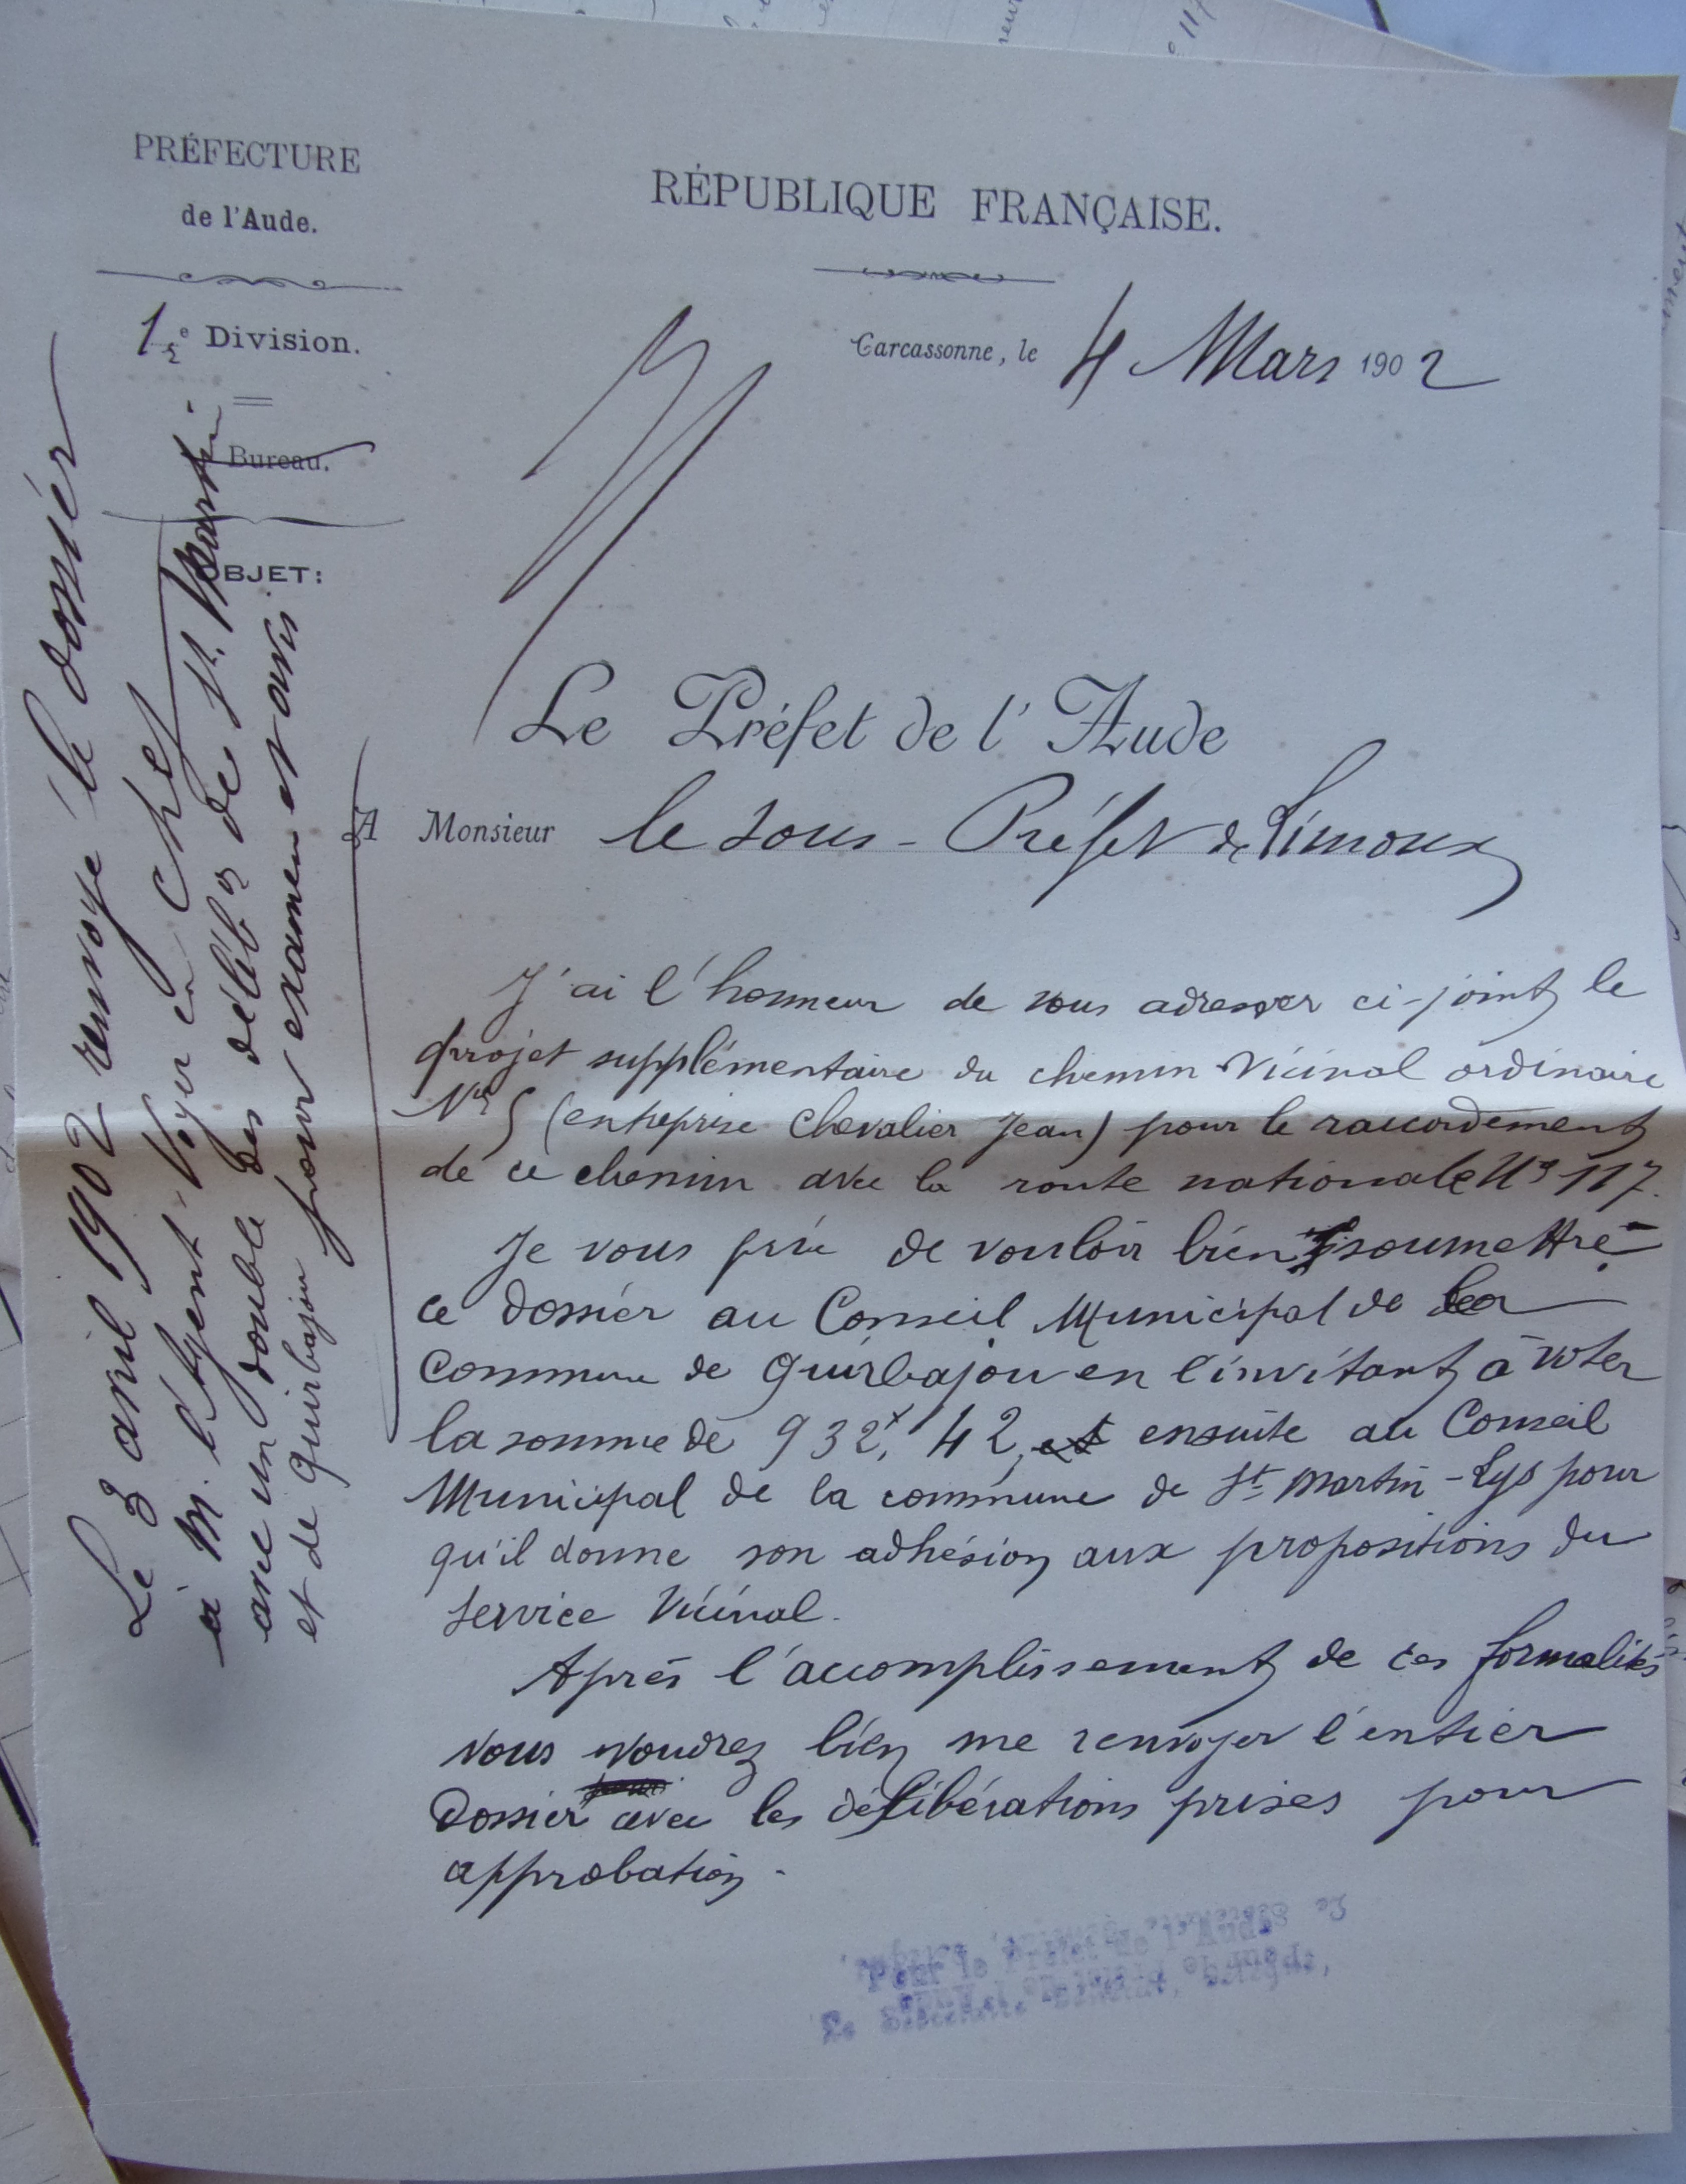 PRÉFECTURE
de l'Aude.
1re Division.
Bureau.
OBJET:
RÉPUBLIQUE FRANÇAISE.
Carcassonne, le 4 Mars 1902
Le Préfet de l'Aude
A Monsieur le Sous-Préfet de Limoux
J'ai l'honneur de vous adresser ci-joint le
projet supplémentaire du chemin vicinal ordinaire
No 5 (entreprise Chevalier Jean) pour le raccordement
de ce chemin avec la route nationale No 117.
Je vous prie de vouloir bien soumettre
ce dossier au Conseil Municipal de la
Commune de Quirbajou en l'invitant à voter
la somme de 932f,42, et ensuite au Conseil
Municipal de la commune de St Martin-Lys pour
qu'il donne son adhésion aux propositions du
Service Vicinal.
Après l'accomplissement de ces formalités
vous voudrez bien me renvoyer l'entier
dossier avec les délibérations prises pour
approbation.
Pour le Préfet de l'Aude
Le Secrétaire Général, délégué,
Le 3 avril 1902 renvoyé le dossier
à M. l'Agent-Voyer en Chef
avec un double des délibns de St. Martin
et de Quirbajou pour examen et avis
117